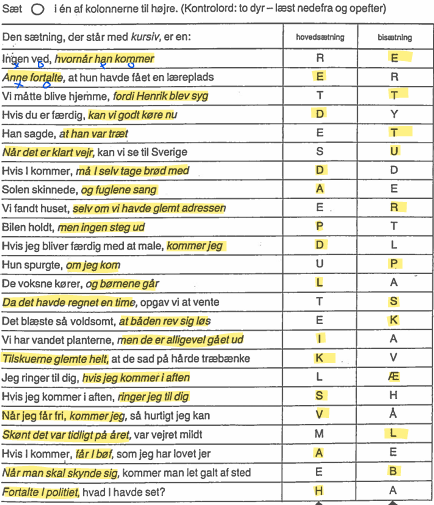 Sæt ◯ i én af kolonnerne til højre. (Kontrolord: to dyr – læst nedefra og opefter)
Den sætning, der står med kursiv, er en: hovedsætning bisætning
Ingen ved, hvornår han kommer R E
Anne fortalte, at hun havde fået en læreplads E R
Vi måtte blive hjemme, fordi Henrik blev syg T T
Hvis du er færdig, kan vi godt køre nu D Y
Han sagde, at han var træt E T
Når det er klart vejr, kan vi se til Sverige S U
Hvis I kommer, må I selv tage brød med D D
Solen skinnede, og fuglene sang A E
Vi fandt huset, selv om vi havde glemt adressen E R
Bilen holdt, men ingen steg ud P T
Hvis jeg bliver færdig med at male, kommer jeg D L
Hun spurgte, om jeg kom U P
De voksne kører, og børnene går L A
Da det havde regnet en time, opgav vi at vente T S
Det blæste så voldsomt, at båden rev sig løs E K
Vi har vandet planterne, men de er alligevel gået ud I A
Tilskuerne glemte helt, at de sad på hårde træbænke K V
Jeg ringer til dig, hvis jeg kommer i aften L Æ
Hvis jeg kommer i aften, ringer jeg til dig S H
Når jeg får fri, kommer jeg, så hurtigt jeg kan V Å
Skønt det var tidligt på året, var vejret mildt M L
Hvis I kommer, får I bøf, som jeg har lovet jer A E
Når man skal skynde sig, kommer man let galt af sted E B
Fortalte I politiet, hvad I havde set? H A